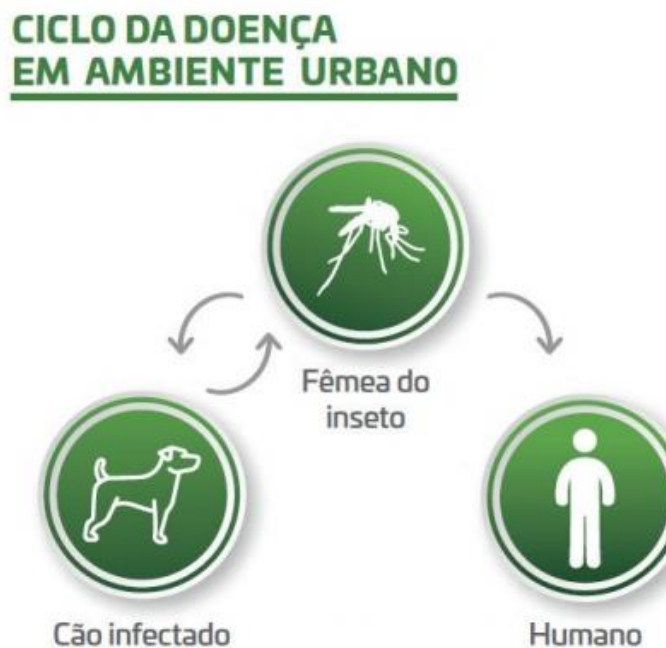 CICLO DA DOENÇA
EM AMBIENTE URBANO
Fêmea do
inseto
Cão infectado
Humano